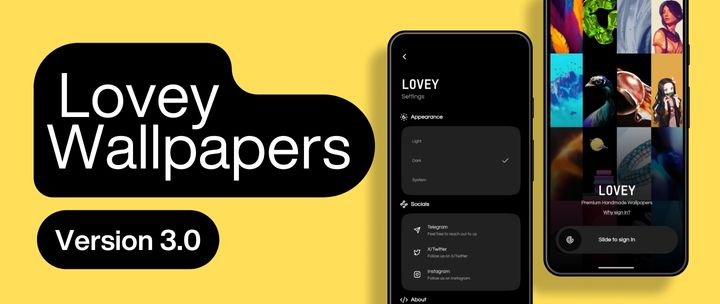 Lovey
Wallpapers
Version 3.0
LOVEY
Settings
Appearance
Light
Dark
System
Socials
Telegram
Feel free to reach out to us
X/Twitter
Follow us on X/Twitter
Instagram
Follow us on Instagram
About
LOVEY
Premium Handmade Wallpapers
Why sign in?
Slide to sign in